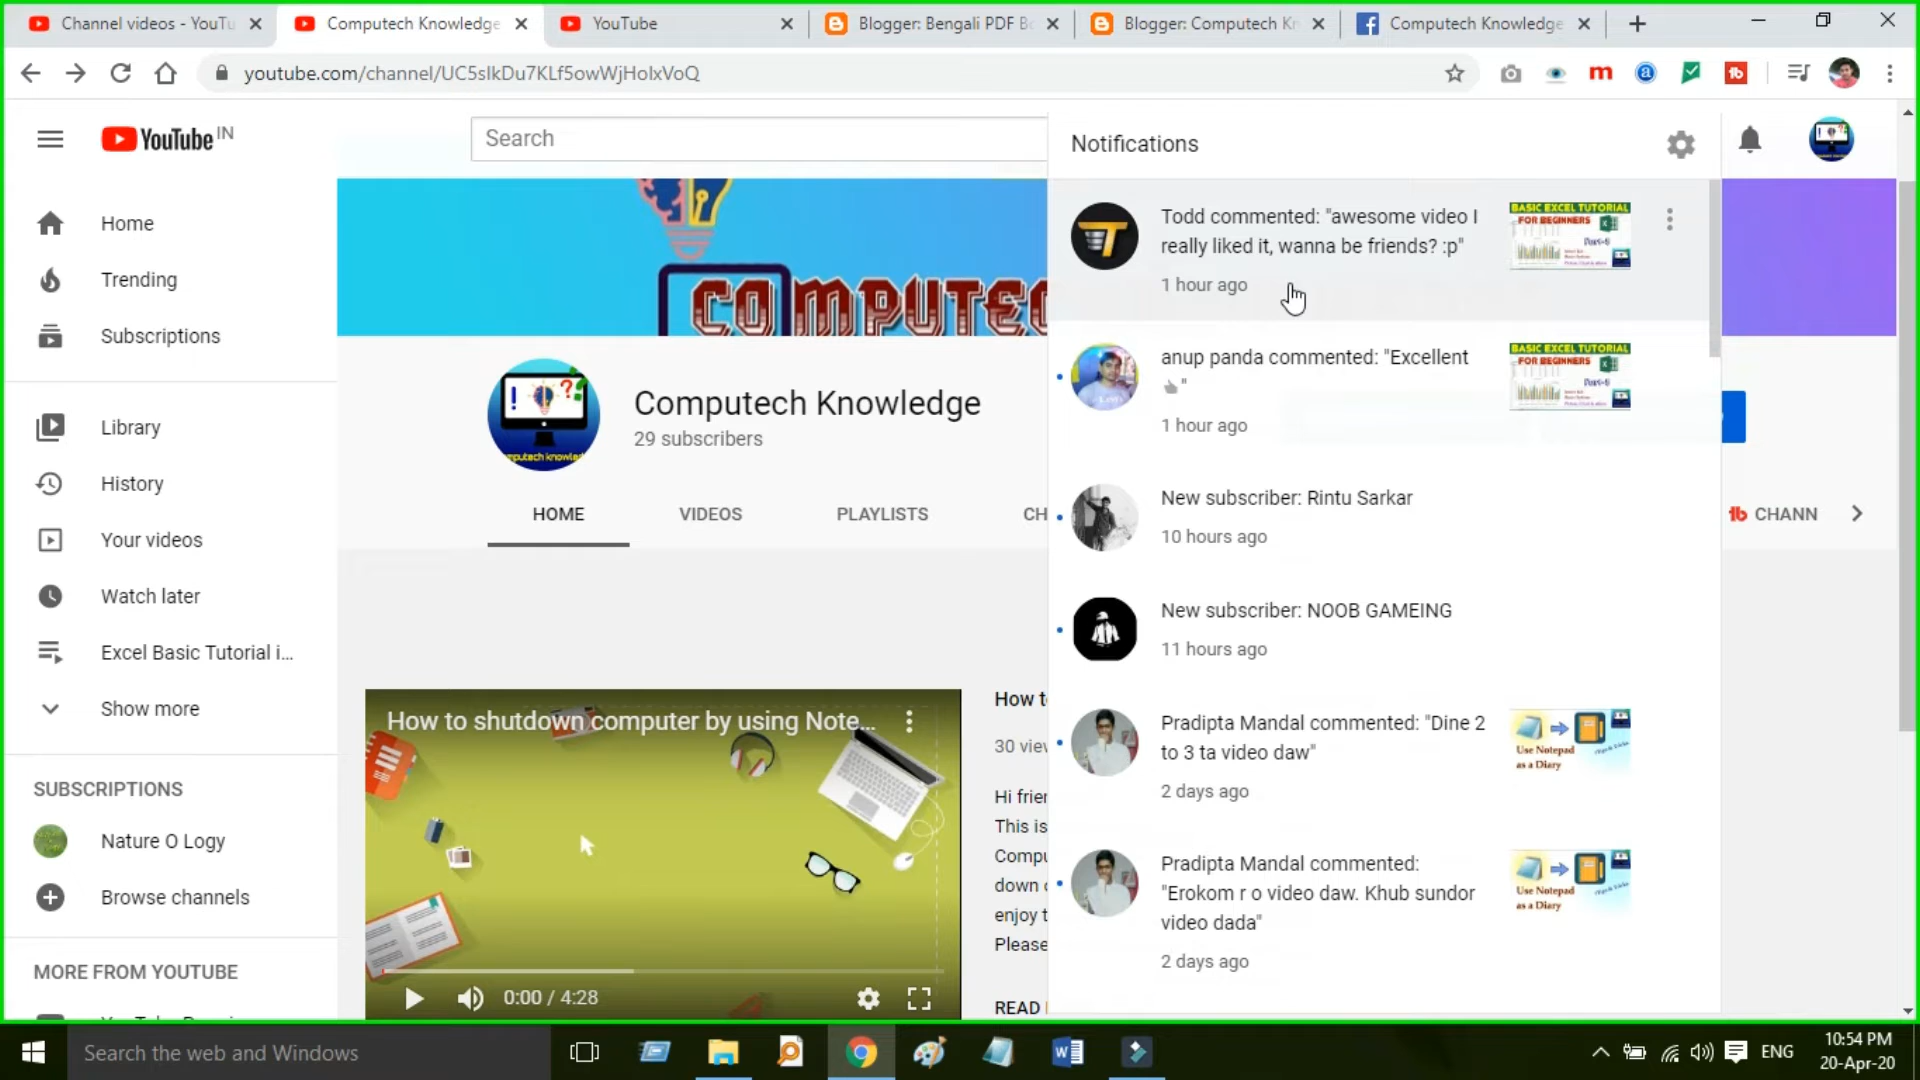 Channel videos - YouTu
Computech Knowledge
YouTube
Blogger: Bengali PDF Bo
Blogger: Computech Kn
Computech Knowledge
youtube.com/channel/UC5sIkDu7KLf5owWjHoIxVoQ
YouTube IN
Search
Notifications
Home
Trending
Subscriptions
Library
History
Your videos
Watch later
Excel Basic Tutorial i...
Show more
SUBSCRIPTIONS
Nature O Logy
Browse channels
MORE FROM YOUTUBE
COMPUTEC
Computech Knowledge
29 subscribers
HOME
VIDEOS
PLAYLISTS
CH
CHANN
How to shutdown computer by using Note...
0:00 / 4:28
How t
30 view
Hi frien
This is
Compu
down
enjoy t
Please
READ
Todd commented: "awesome video I
really liked it, wanna be friends? :p"
1 hour ago
BASIC EXCEL TUTORIAL
FOR BEGINNERS
anup panda commented: "Excellent
"
1 hour ago
BASIC EXCEL TUTORIAL
FOR BEGINNERS
New subscriber: Rintu Sarkar
10 hours ago
New subscriber: NOOB GAMEING
11 hours ago
Pradipta Mandal commented: "Dine 2
to 3 ta video daw"
2 days ago
Use Notepad
as a Diary
Pradipta Mandal commented:
"Erokom r o video daw. Khub sundor
video dada"
2 days ago
Use Notepad
as a Diary
Search the web and Windows
ENG
10:54 PM
20-Apr-20